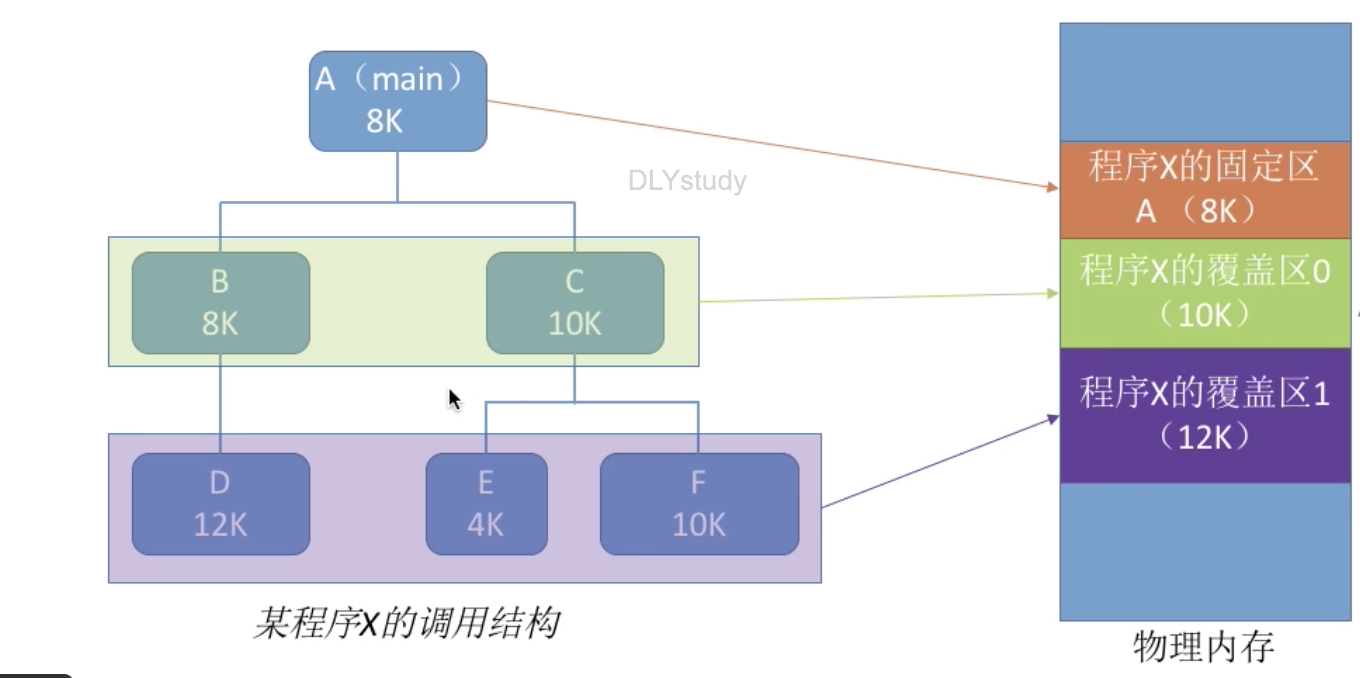 A（main）
8K
DLYstudy
程序X的固定区
A （8K）
B
8K
C
10K
程序X的覆盖区0
（10K）
程序X的覆盖区1
（12K）
D
12K
E
4K
F
10K
某程序X的调用结构
物理内存